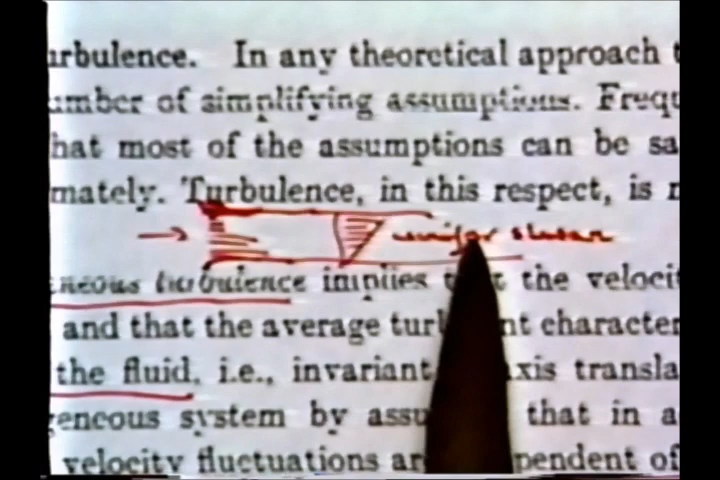 urbulence. In any theoretical approach t
umber of simplifying assumptions. Frequ
hat most of the assumptions can be sa
mately. Turbulence, in this respect, is n
shear
neous turbulence implies the velocit
and that the average tur nt character
the fluid, i.e., invariant xis transla
geneous system by assu that in a
velocity fluctuations ar pendent of